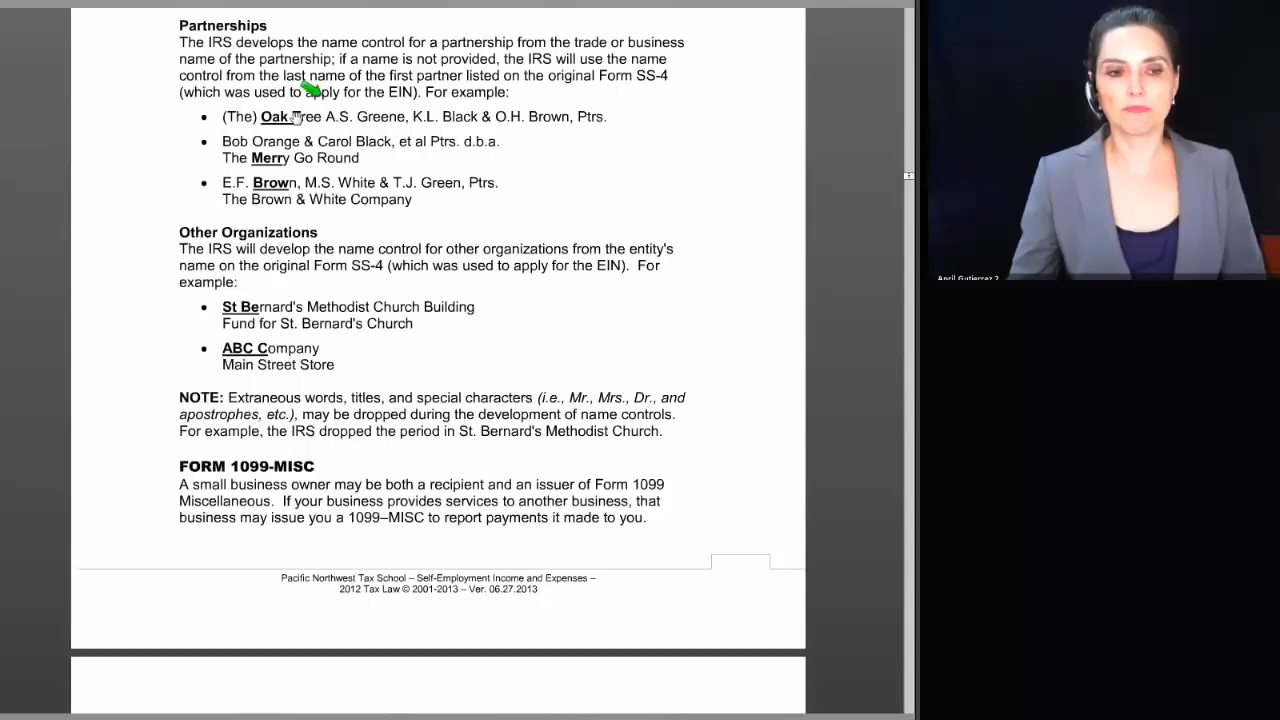 Partnerships
The IRS develops the name control for a partnership from the trade or business
name of the partnership; if a name is not provided, the IRS will use the name
control from the last name of the first partner listed on the original Form SS-4
(which was used to apply for the EIN). For example:
• (The) Oak Tree A.S. Greene, K.L. Black & O.H. Brown, Ptrs.
• Bob Orange & Carol Black, et al Ptrs. d.b.a.
The Merry Go Round
• E.F. Brown, M.S. White & T.J. Green, Ptrs.
The Brown & White Company
Other Organizations
The IRS will develop the name control for other organizations from the entity's
name on the original Form SS-4 (which was used to apply for the EIN). For
example:
• St Bernard's Methodist Church Building
Fund for St. Bernard's Church
• ABC Company
Main Street Store
NOTE: Extraneous words, titles, and special characters (i.e., Mr., Mrs., Dr., and
apostrophes, etc.), may be dropped during the development of name controls.
For example, the IRS dropped the period in St. Bernard's Methodist Church.
FORM 1099-MISC
A small business owner may be both a recipient and an issuer of Form 1099
Miscellaneous. If your business provides services to another business, that
business may issue you a 1099–MISC to report payments it made to you.
Pacific Northwest Tax School – Self-Employment Income and Expenses –
2012 Tax Law © 2001-2013 – Ver. 06.27.2013
April Gutierrez 2